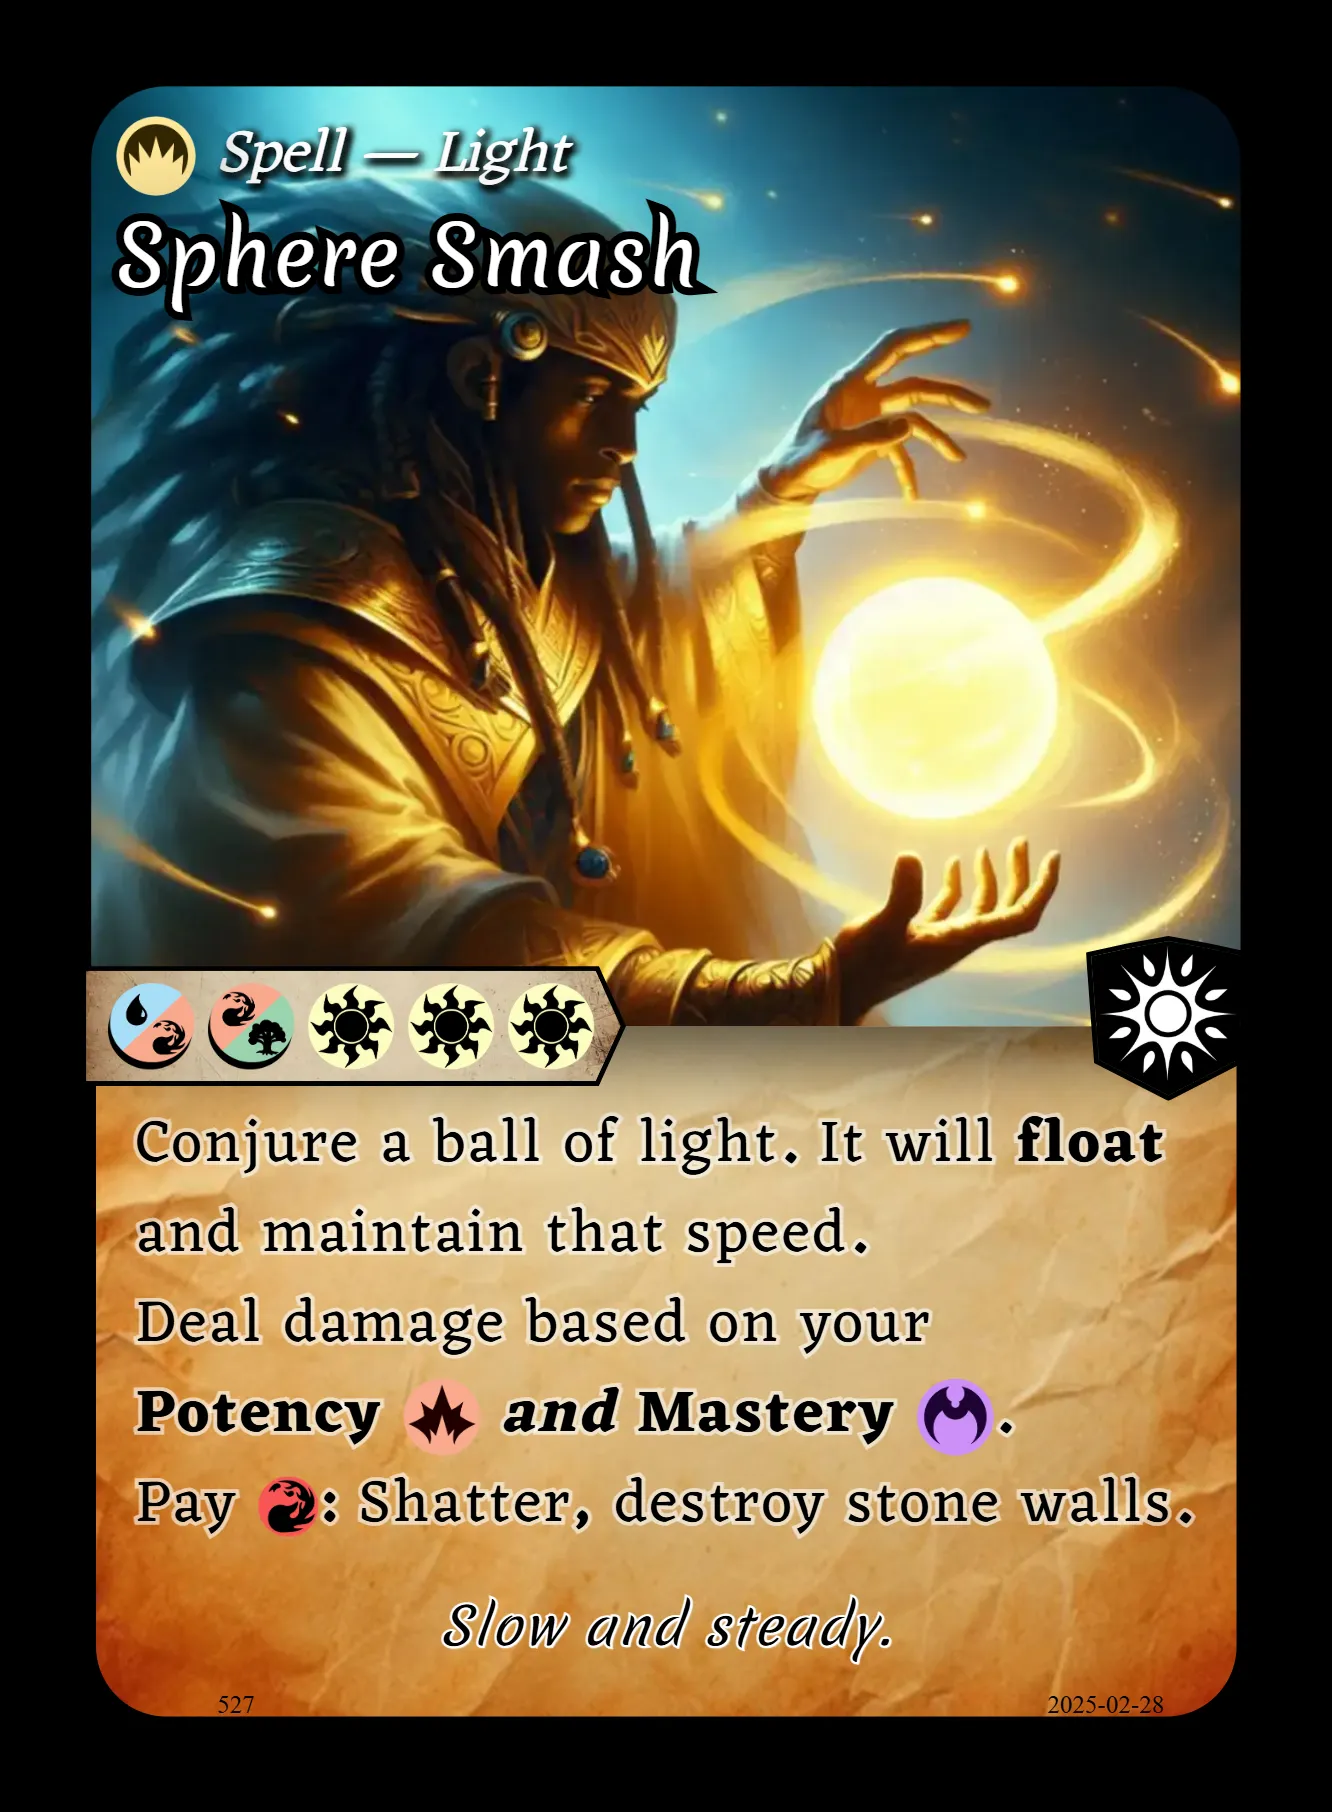 Spell — Light
Sphere Smash
Conjure a ball of light. It will float
and maintain that speed.
Deal damage based on your
Potency and Mastery .
Pay : Shatter, destroy stone walls.
Slow and steady.
527
2025-02-28